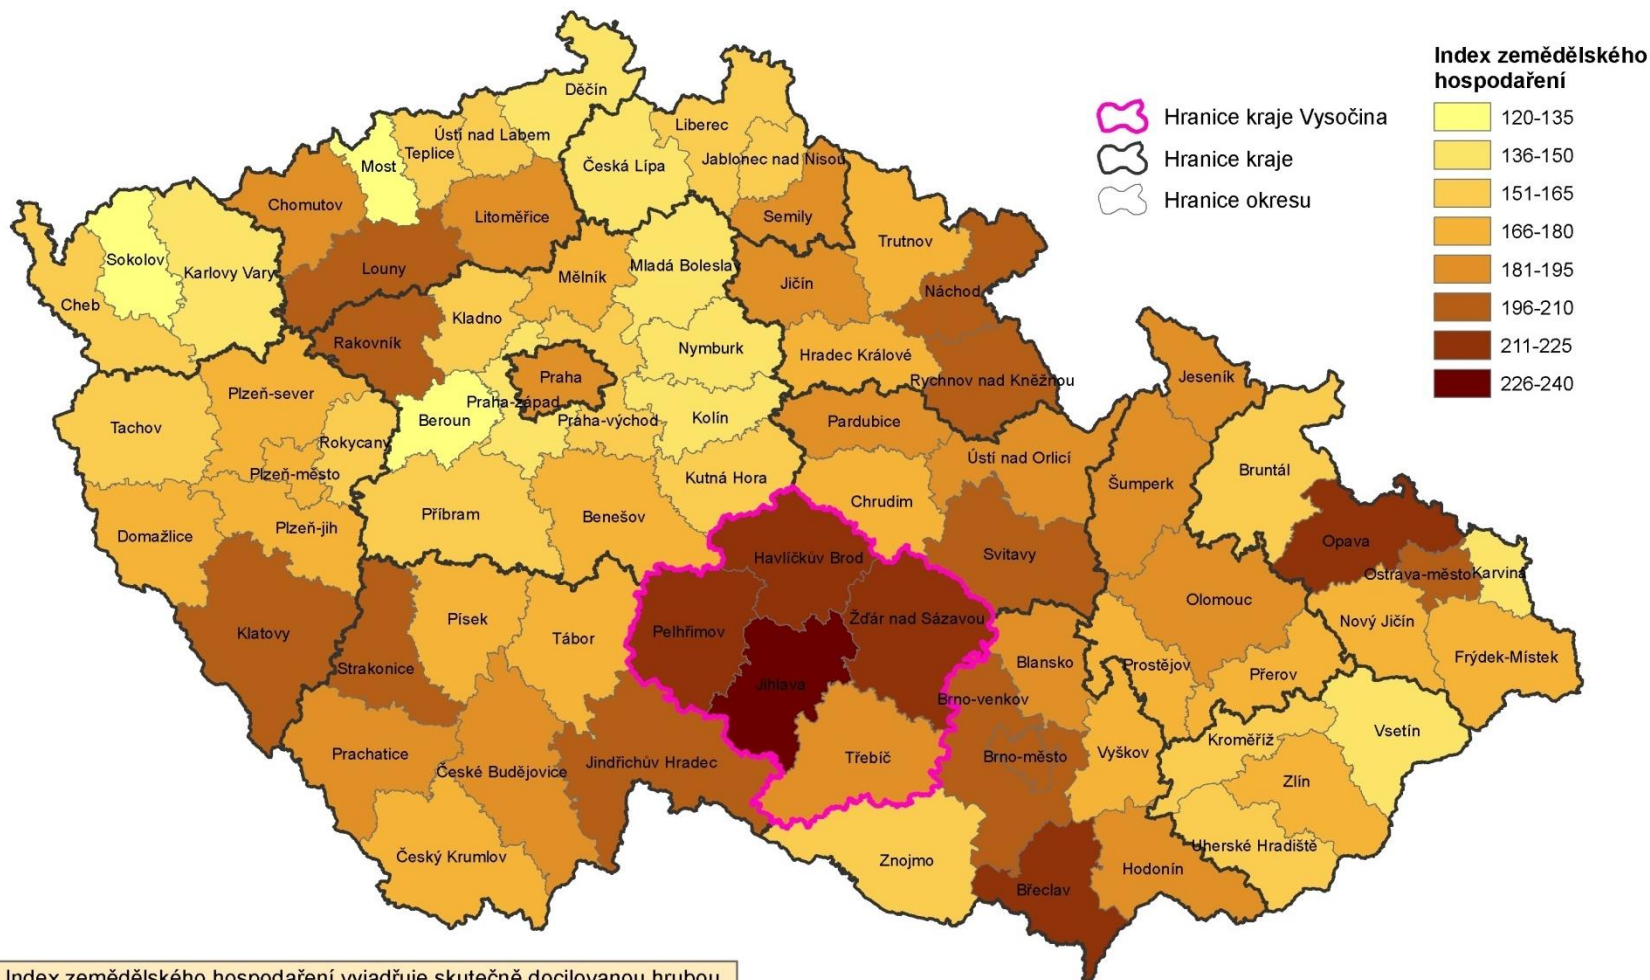 Index zemědělského
hospodaření
120-135
136-150
151-165
166-180
181-195
196-210
211-225
226-240
Hranice kraje Vysočina
Hranice kraje
Hranice okresu
Děčín
Liberec
Ústí nad Labem
Teplice
Most
Česká Lípa
Jablonec nad Nisou
Chomutov
Litoměřice
Semily
Trutnov
Sokolov
Karlovy Vary
Louny
Mělník
Mladá Boleslav
Jičín
Náchod
Cheb
Kladno
Rakovník
Nymburk
Hradec Králové
Rychnov nad Kněžnou
Jeseník
Praha
Plzeň-sever
Praha-západ
Beroun
Praha-východ
Kolín
Pardubice
Tachov
Rokycany
Plzeň-město
Kutná Hora
Ústí nad Orlicí
Šumperk
Bruntál
Chrudim
Příbram
Benešov
Domažlice
Plzeň-jih
Havlíčkův Brod
Svitavy
Opava
Ostrava-město
Karviná
Olomouc
Písek
Klatovy
Strakonice
Tábor
Pelhřimov
Žďár nad Sázavou
Nový Jičín
Frýdek-Místek
Blansko
Prostějov
Přerov
Jihlava
Brno-venkov
Prachatice
České Budějovice
Jindřichův Hradec
Třebíč
Brno-město
Vyškov
Kroměříž
Vsetín
Zlín
Český Krumlov
Znojmo
Uherské Hradiště
Břeclav
Hodonín
Index zemědělského hospodaření vyjadřuje skutečně docilovanou hrubou